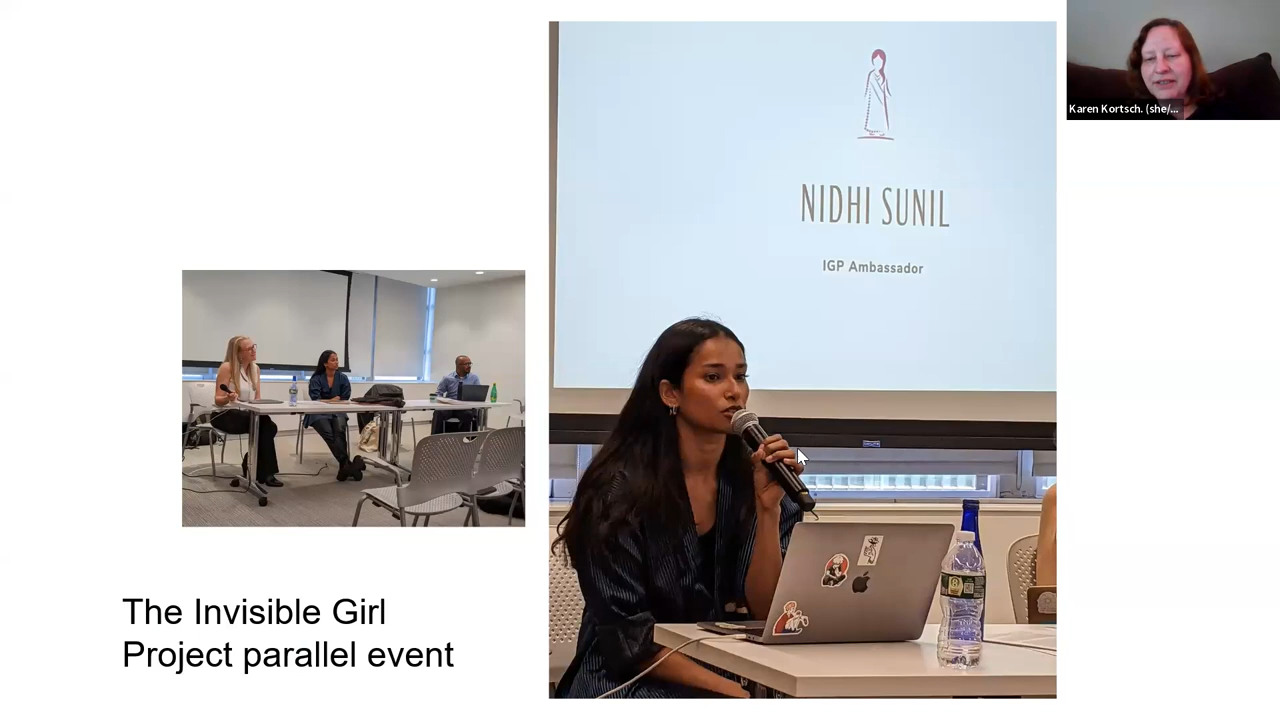 Karen Kortsch. (she/...
NIDHI SUNIL
IGP Ambassador
The Invisible Girl
Project parallel event